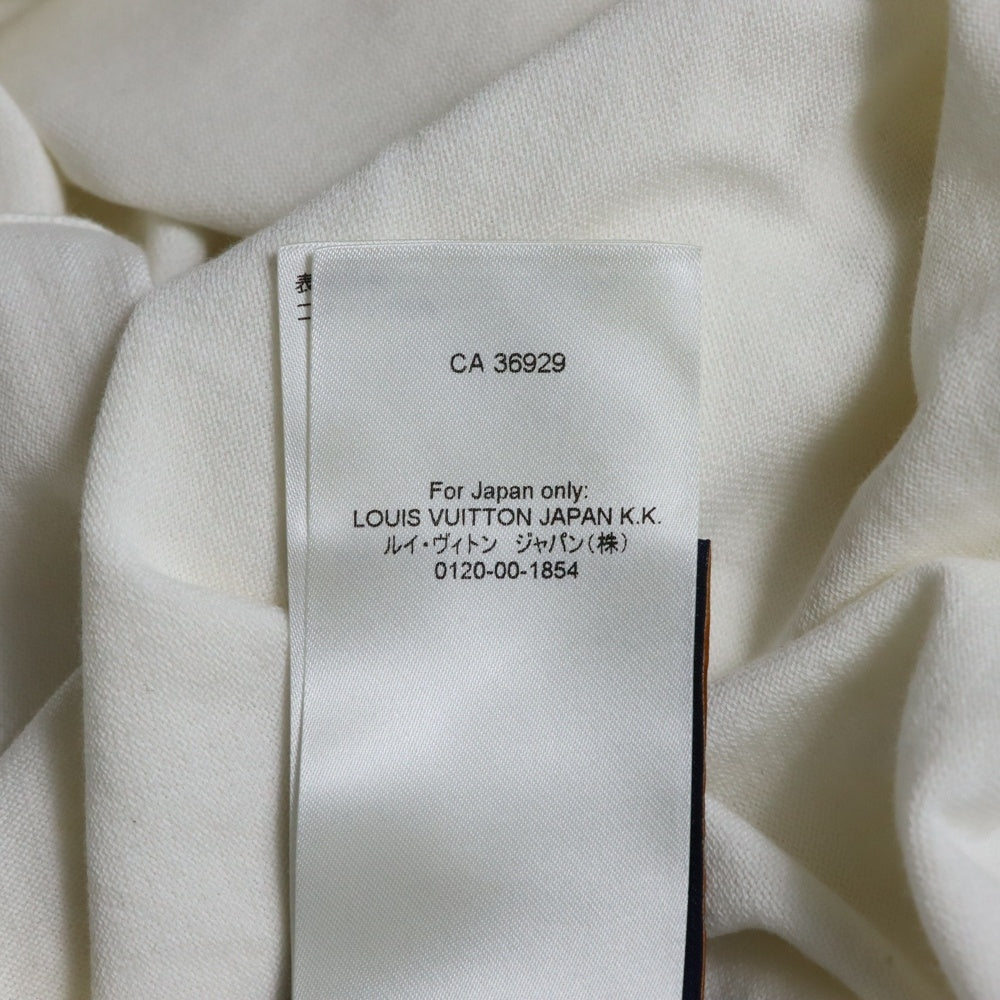 表
CA 36929
For Japan only:
LOUIS VUITTON JAPAN K.K.
ルイ・ヴィトン ジャパン(株)
0120-00-1854